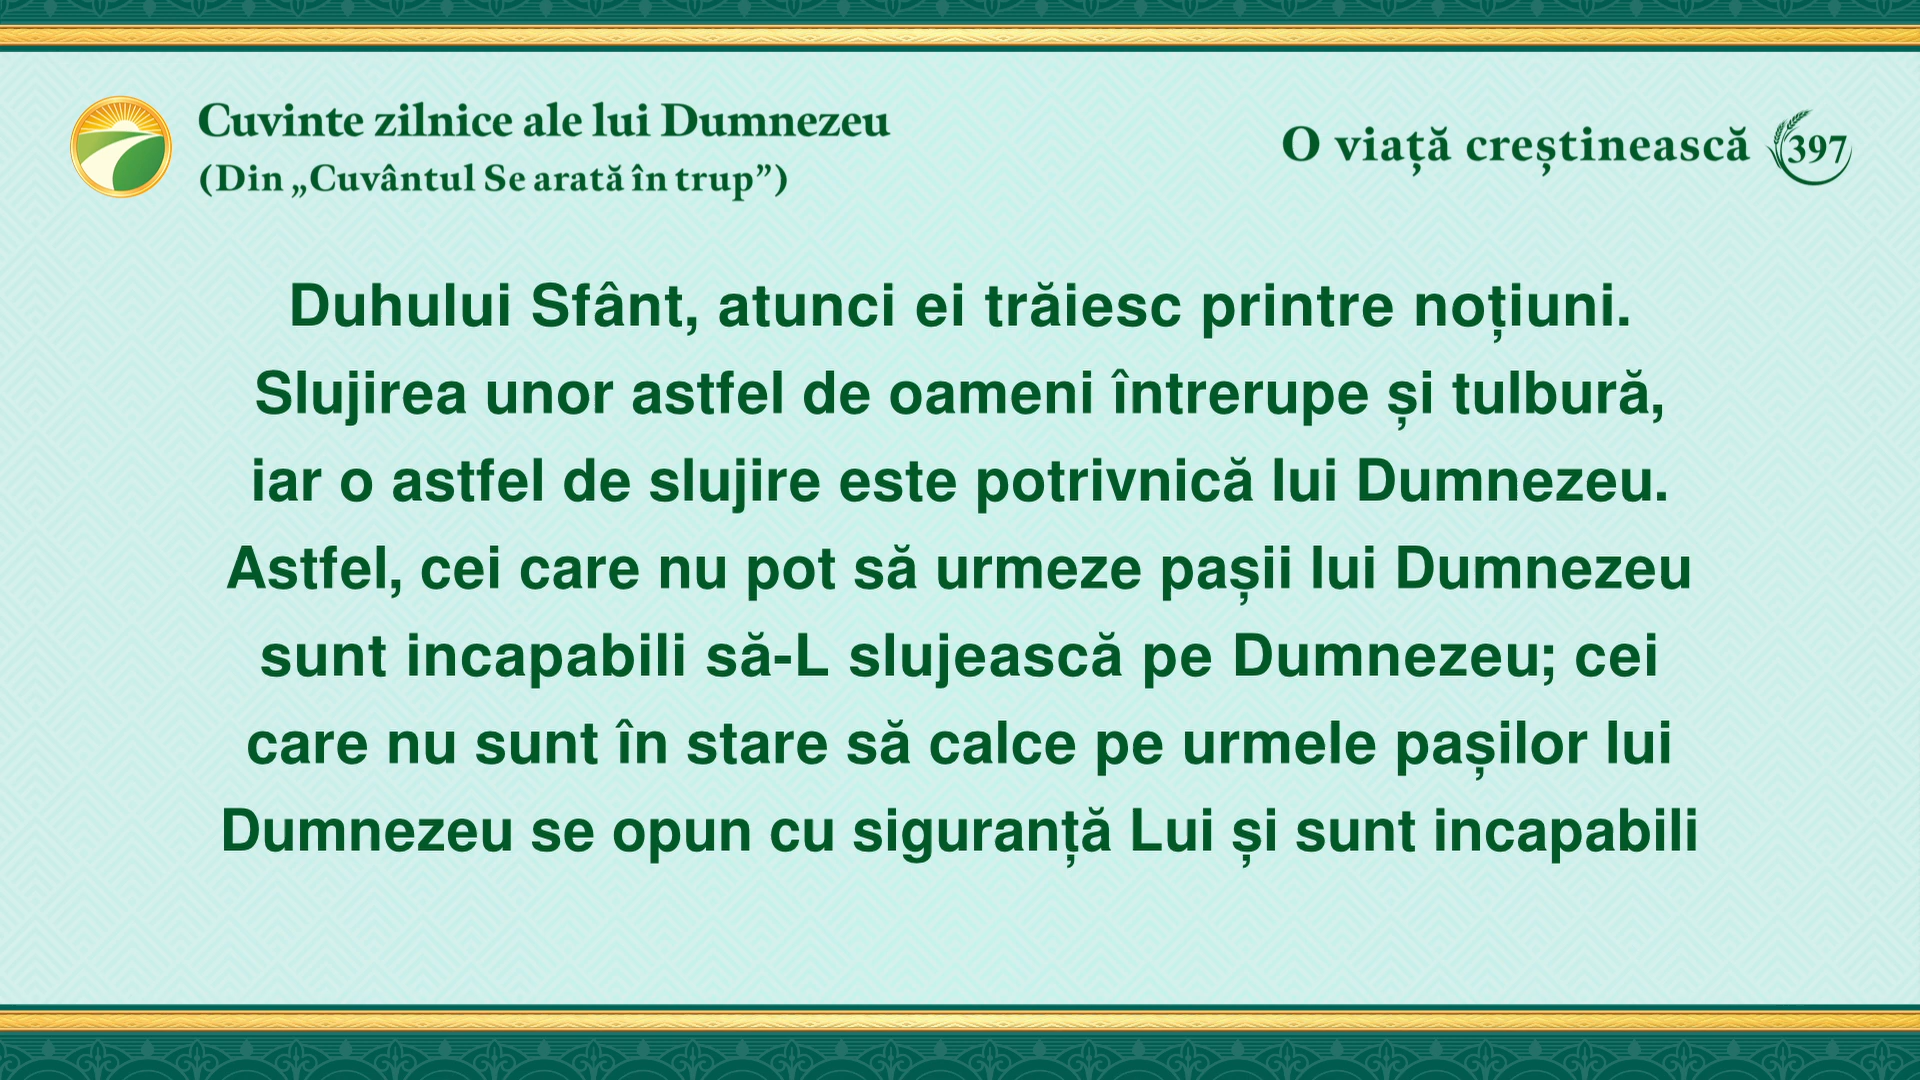 Cuvinte zilnice ale lui Dumnezeu
(Din „Cuvântul Se arată în trup”)
O viață creștinească 397
Duhului Sfânt, atunci ei trăiesc printre noțiuni.
Slujirea unor astfel de oameni întrerupe și tulbură,
iar o astfel de slujire este potrivnică lui Dumnezeu.
Astfel, cei care nu pot să urmeze pașii lui Dumnezeu
sunt incapabili să-L slujească pe Dumnezeu; cei
care nu sunt în stare să calce pe urmele pașilor lui
Dumnezeu se opun cu siguranță Lui și sunt incapabili